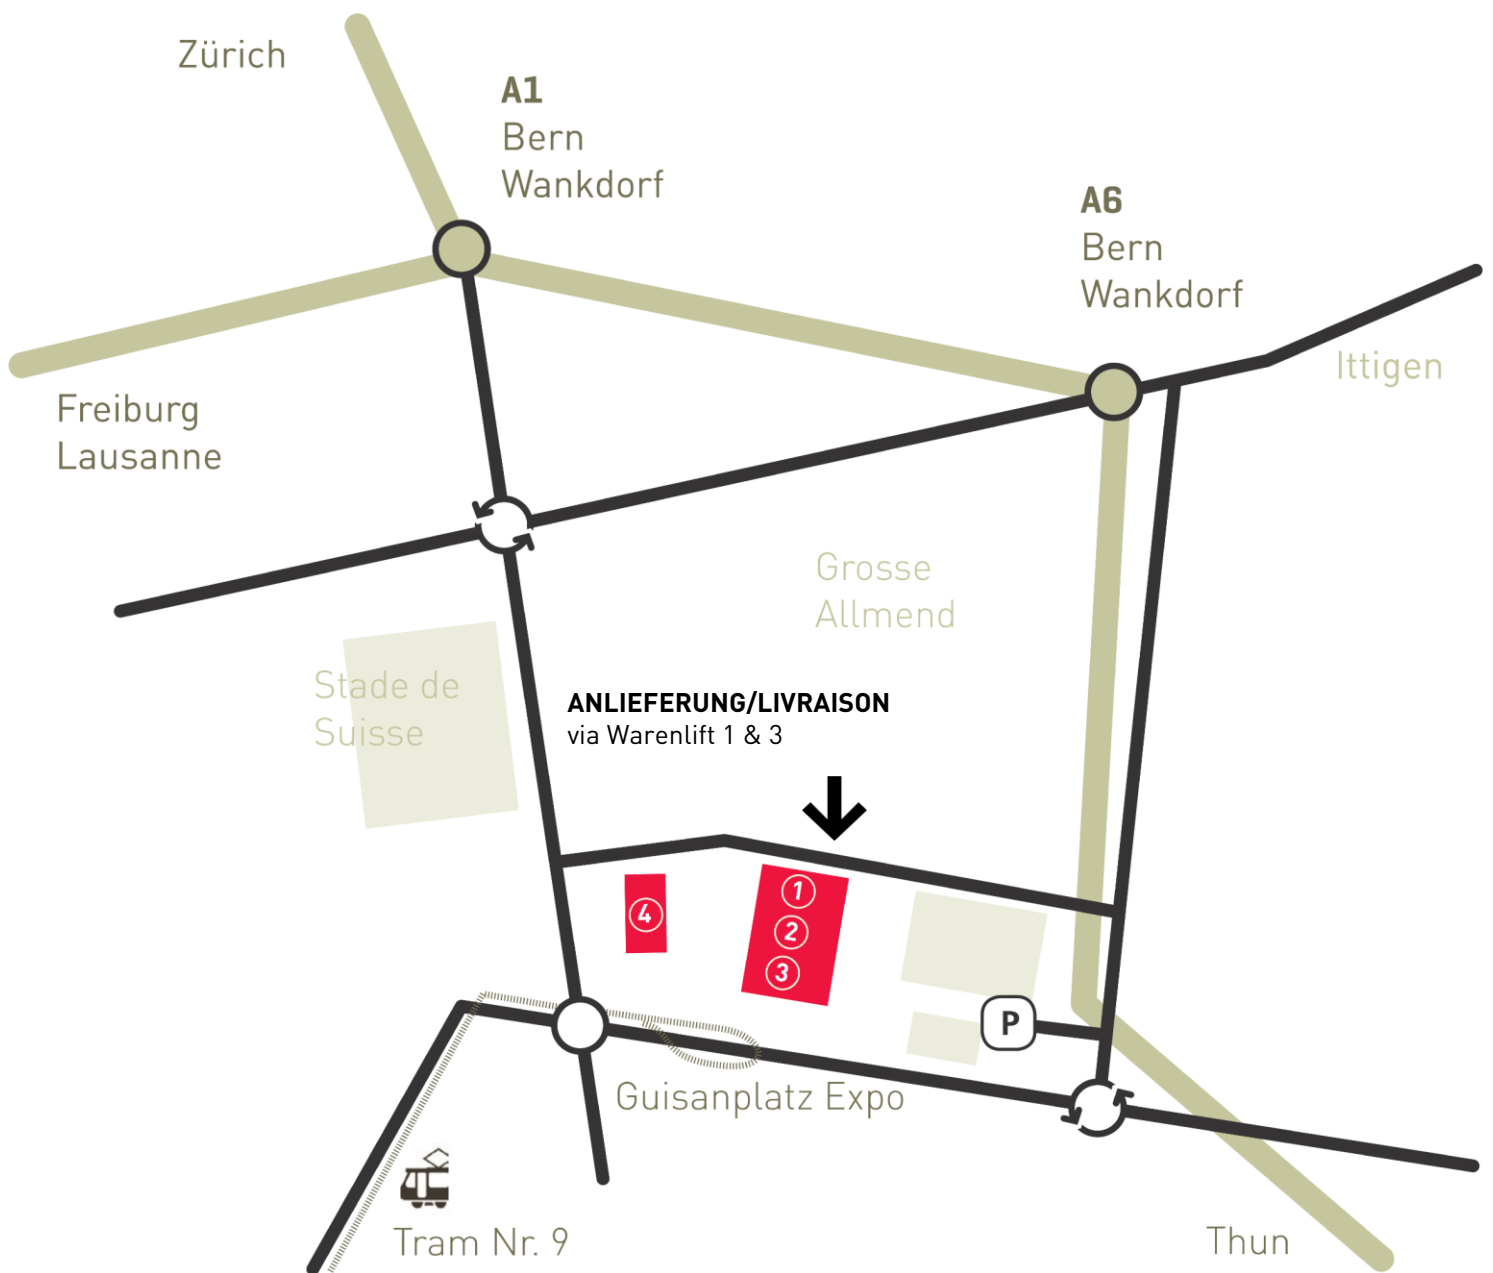 Zürich
A1
Bern
Wankdorf
A6
Bern
Wankdorf
Ittigen
Freiburg
Lausanne
Grosse
Allmend
Stade de
Suisse
ANLIEFERUNG/LIVRAISON
via Warenlift 1 & 3
1
4
2
3
P
Guisanplatz Expo
Tram Nr. 9
Thun